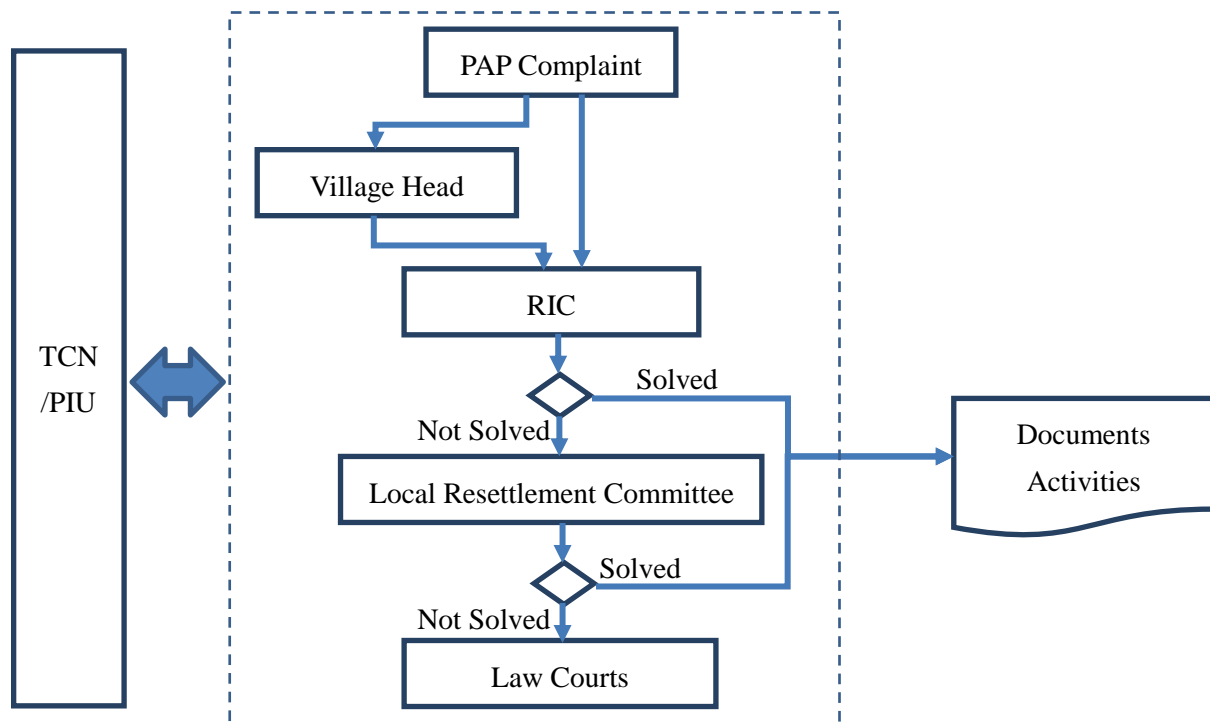 PAP Complaint
Village Head
RIC
TCN
/PIU
Solved
Not Solved
Documents
Activities
Local Resettlement Committee
Solved
Not Solved
Law Courts